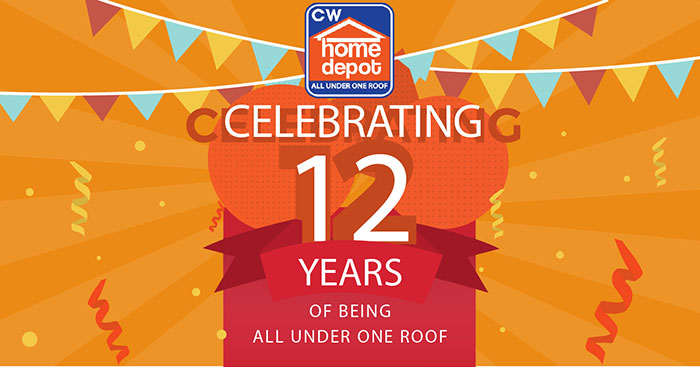 CW
home
depot
ALL UNDER ONE ROOF
CELEBRATING
12
YEARS
OF BEING
ALL UNDER ONE ROOF